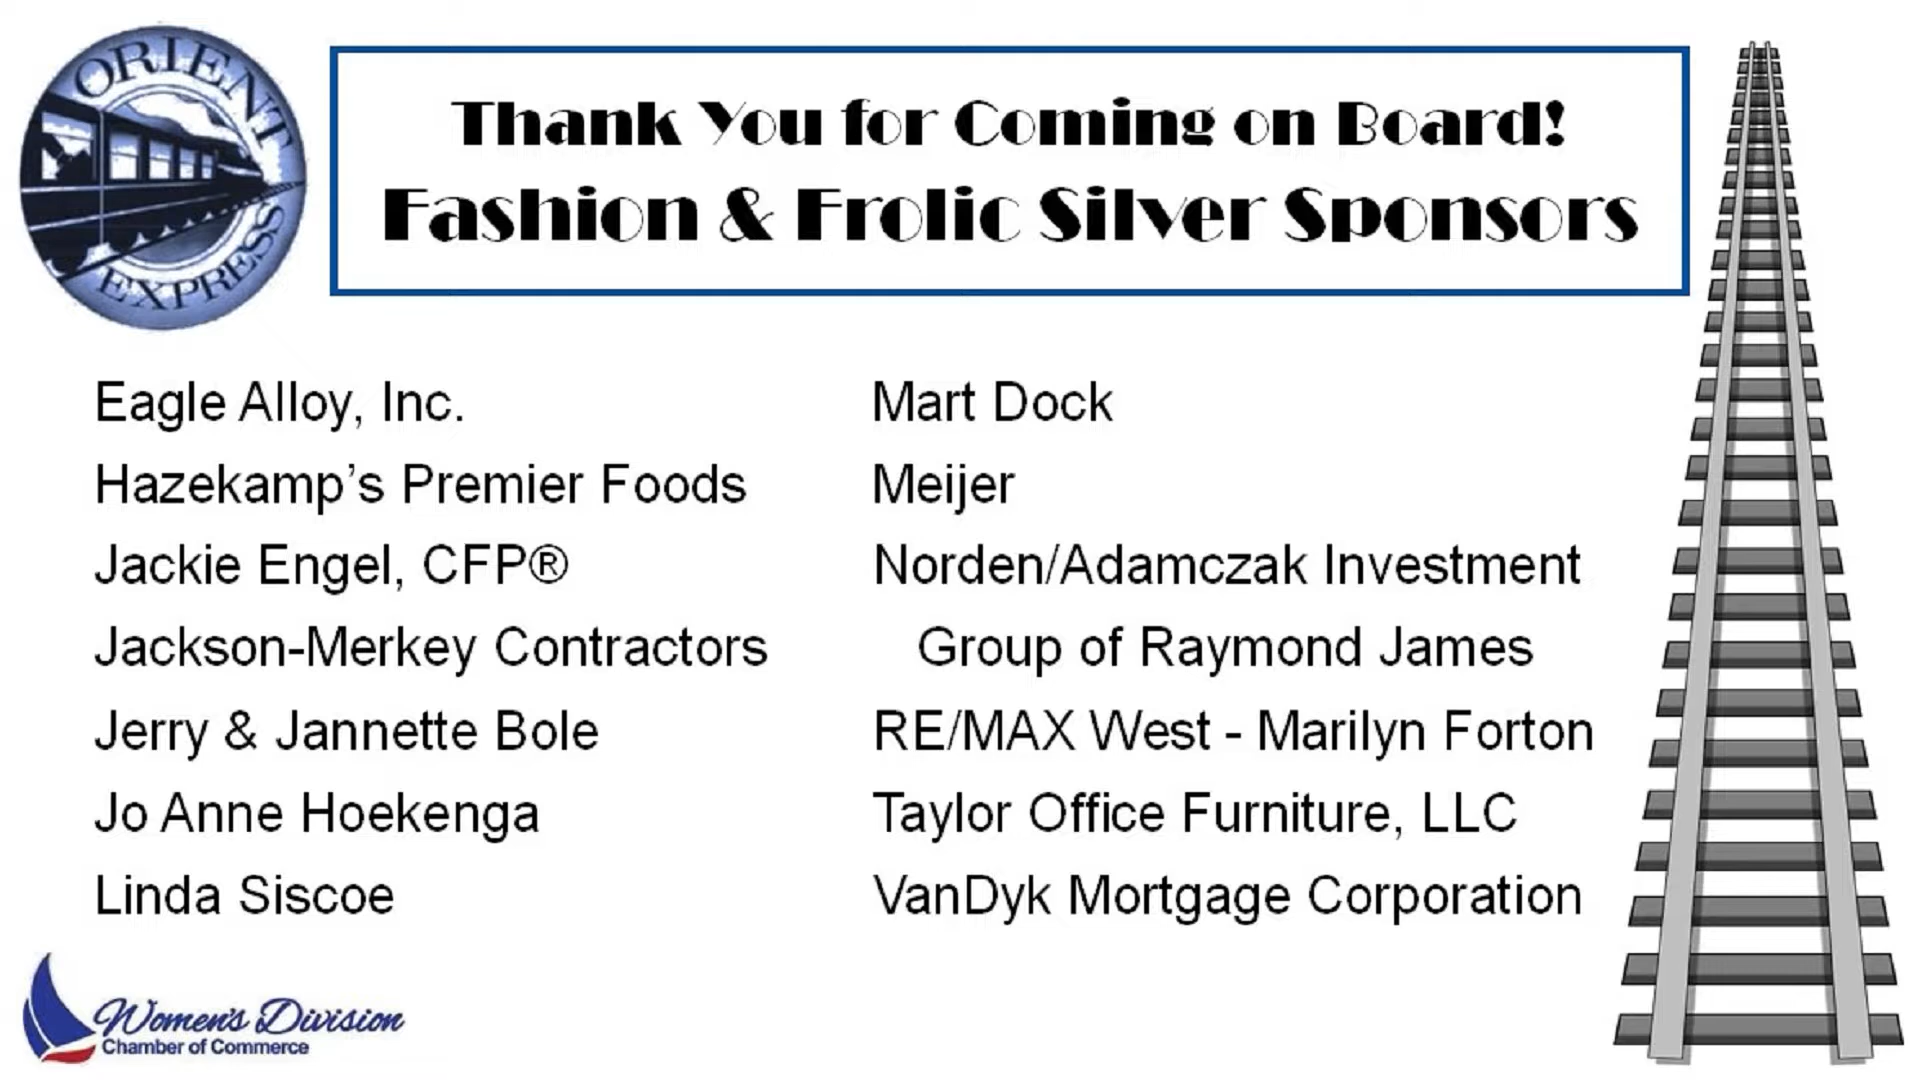 ORIENT
EXPRESS
Thank You for Coming on Board!
Fashion & Frolic Silver Sponsors
Eagle Alloy, Inc.
Hazekamp’s Premier Foods
Jackie Engel, CFP®
Jackson-Merkey Contractors
Jerry & Jannette Bole
Jo Anne Hoekenga
Linda Siscoe
Mart Dock
Meijer
Norden/Adamczak Investment
Group of Raymond James
RE/MAX West - Marilyn Forton
Taylor Office Furniture, LLC
VanDyk Mortgage Corporation
Women's Division
Chamber of Commerce